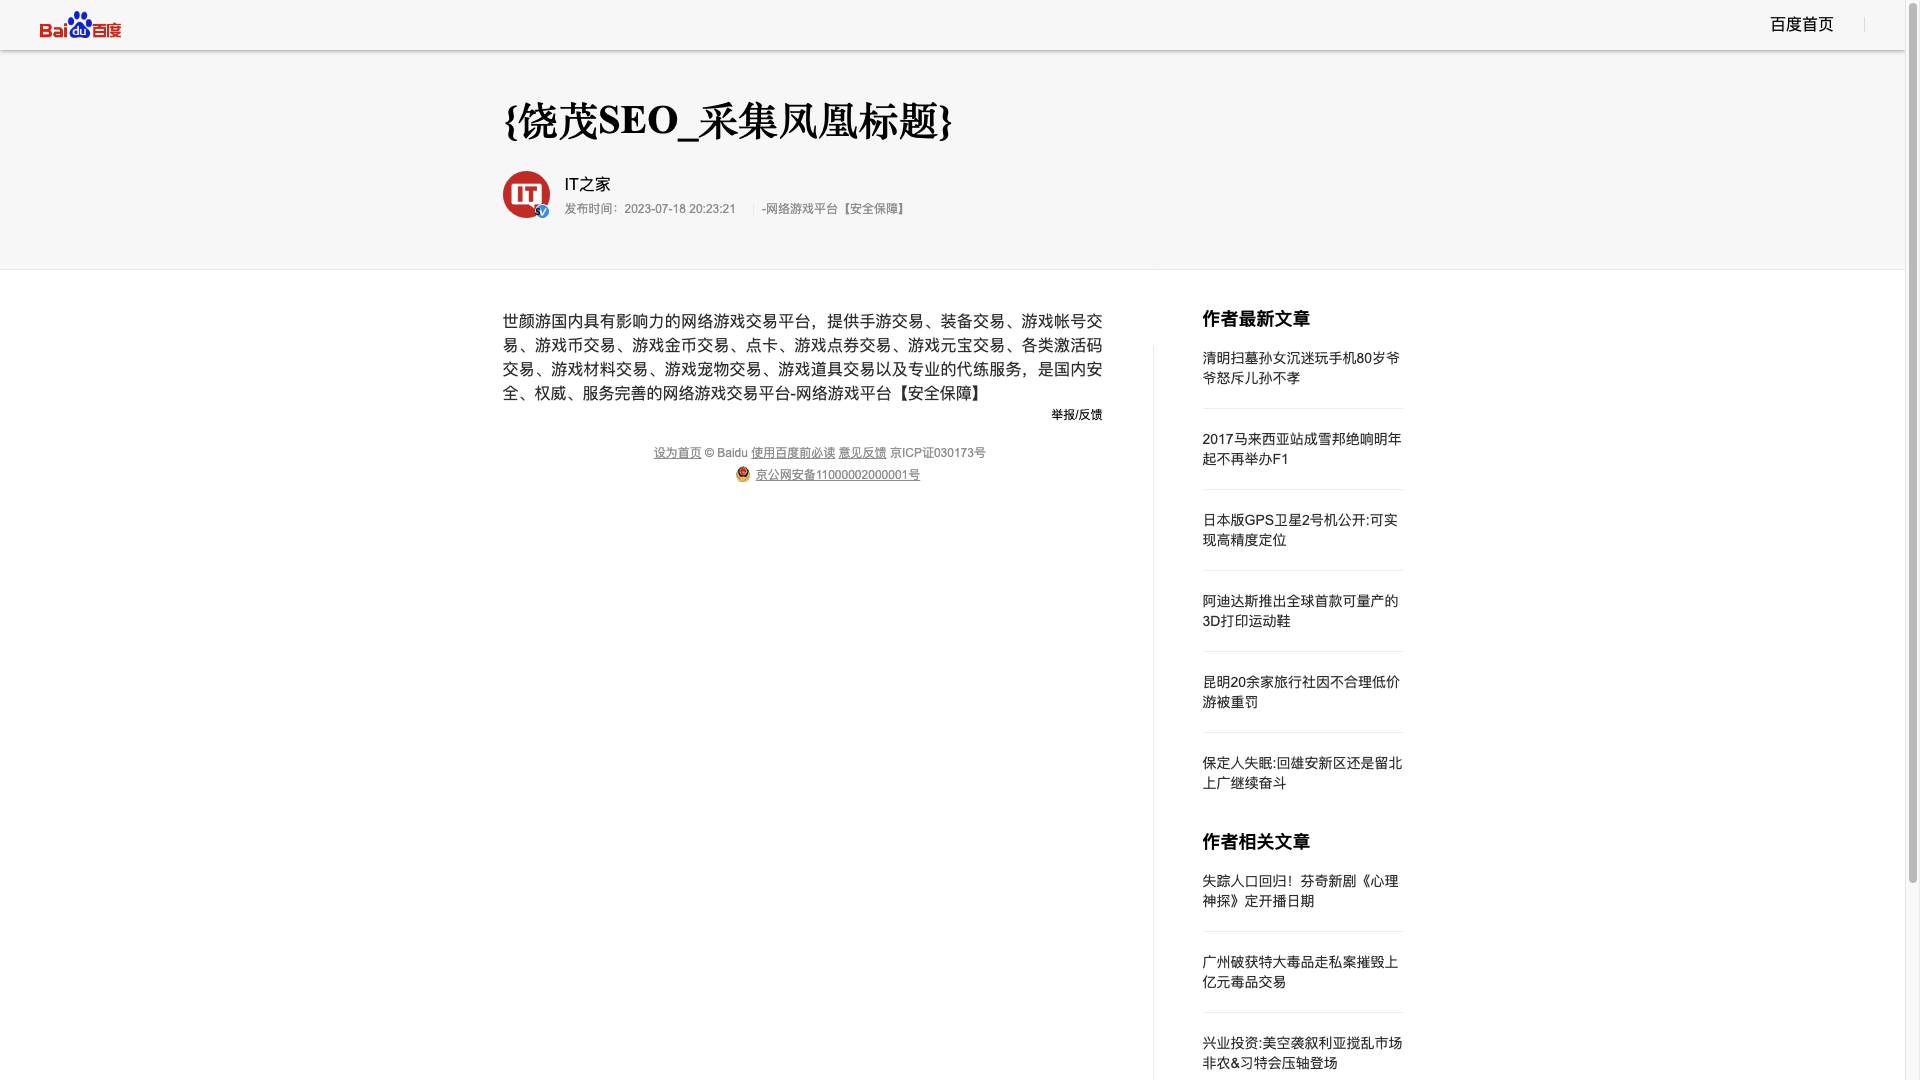 Bai du 百度
百度首页
{饶茂SEO_采集凤凰标题}
IT
IT之家
发布时间：2023-07-18 20:23:21
-网络游戏平台【安全保障】
世颜游国内具有影响力的网络游戏交易平台，提供手游交易、装备交易、游戏帐号交
易、游戏币交易、游戏金币交易、点卡、游戏点券交易、游戏元宝交易、各类激活码
交易、游戏材料交易、游戏宠物交易、游戏道具交易以及专业的代练服务，是国内安
全、权威、服务完善的网络游戏交易平台-网络游戏平台【安全保障】
举报/反馈
设为首页 © Baidu 使用百度前必读 意见反馈 京ICP证030173号
京公网安备11000002000001号
作者最新文章
清明扫墓孙女沉迷玩手机80岁爷
爷怒斥儿孙不孝
2017马来西亚站成雪邦绝响明年
起不再举办F1
日本版GPS卫星2号机公开:可实
现高精度定位
阿迪达斯推出全球首款可量产的
3D打印运动鞋
昆明20余家旅行社因不合理低价
游被重罚
保定人失眠:回雄安新区还是留北
上广继续奋斗
作者相关文章
失踪人口回归！芬奇新剧《心理
神探》定开播日期
广州破获特大毒品走私案摧毁上
亿元毒品交易
兴业投资:美空袭叙利亚搅乱市场
非农&习特会压轴登场